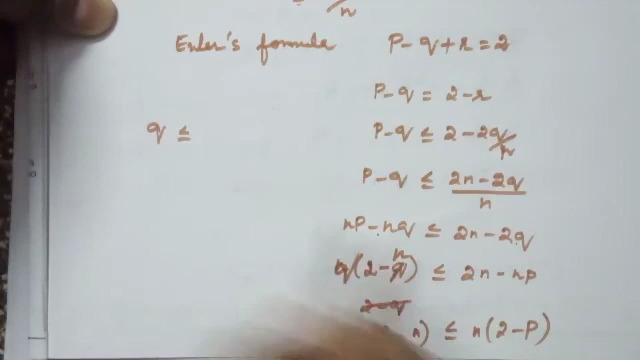 n
Euler's formula P - q + r = 2
P - q = 2 - r
q ≤ P - q ≤ 2 - 2q/n
P - q ≤ 2n - 2q / n
nP - nq ≤ 2n - 2q
q(2 - n) ≤ 2n - np
n) ≤ n(2 - P)